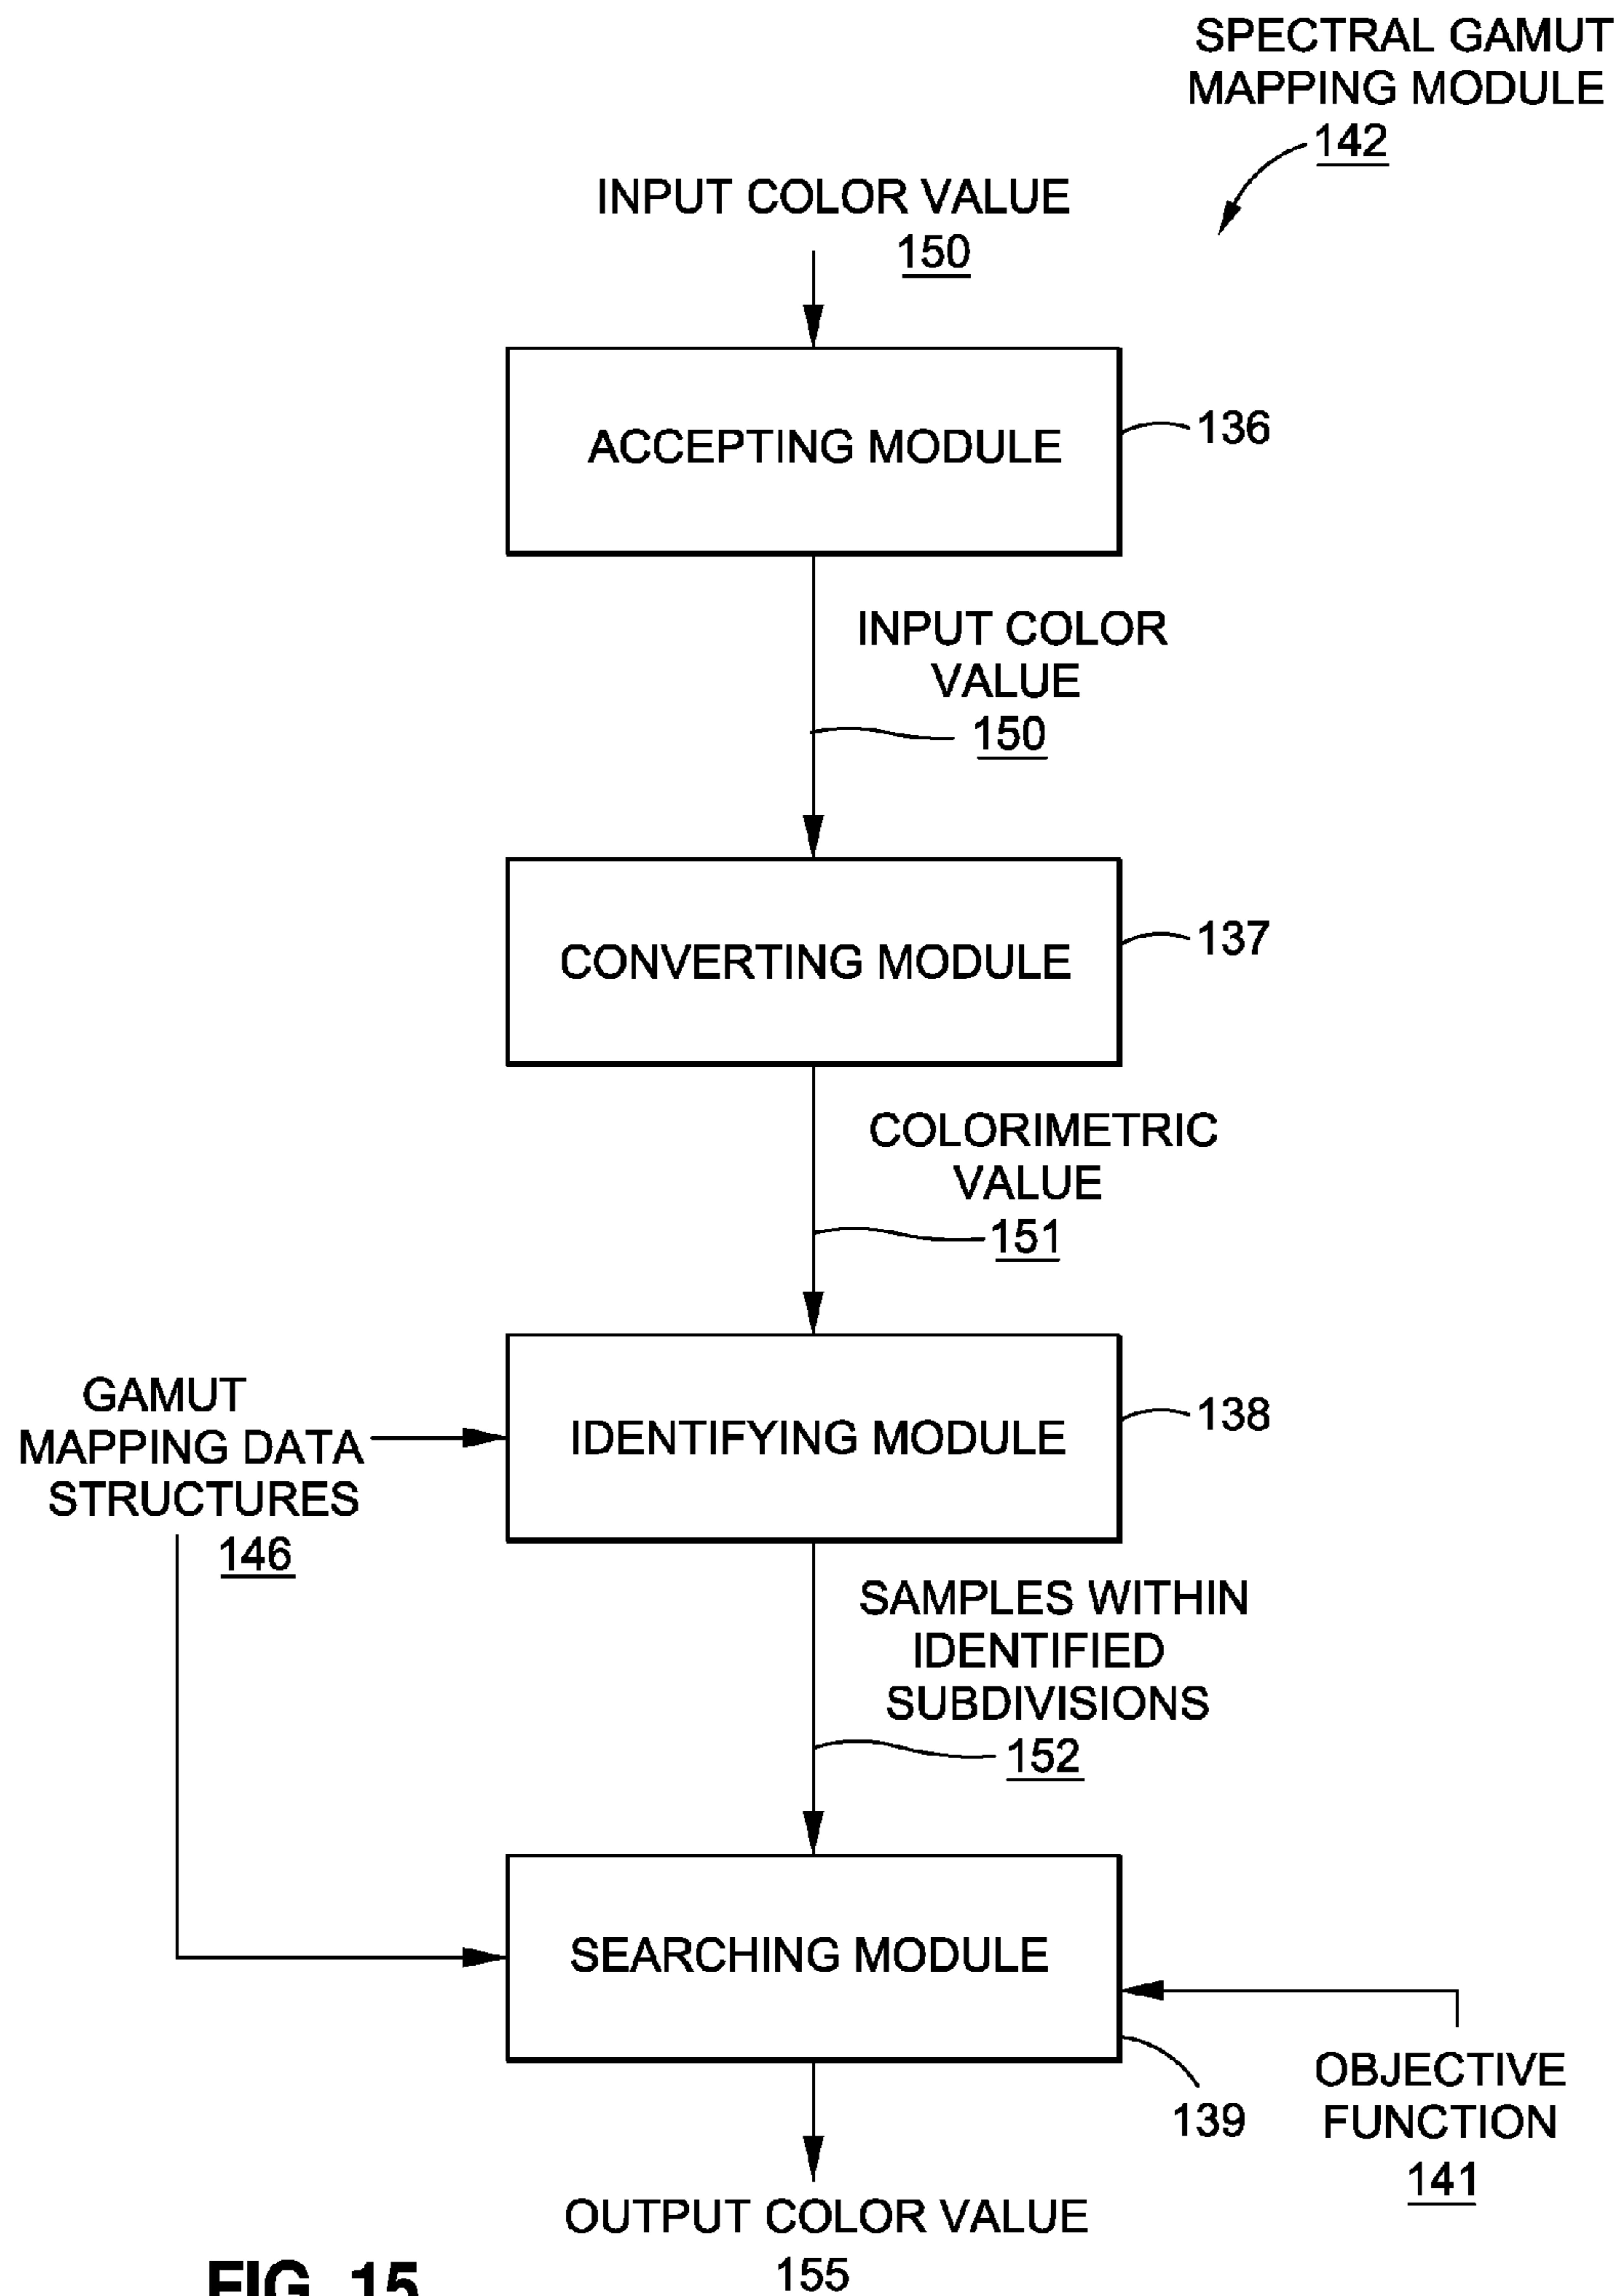 SPECTRAL GAMUT
MAPPING MODULE
142
INPUT COLOR VALUE
150
ACCEPTING MODULE
136
INPUT COLOR
VALUE
150
CONVERTING MODULE
137
COLORIMETRIC
VALUE
151
GAMUT
MAPPING DATA
STRUCTURES
146
IDENTIFYING MODULE
138
SAMPLES WITHIN
IDENTIFIED
SUBDIVISIONS
152
SEARCHING MODULE
139
OBJECTIVE
FUNCTION
141
OUTPUT COLOR VALUE
155
FIG. 15